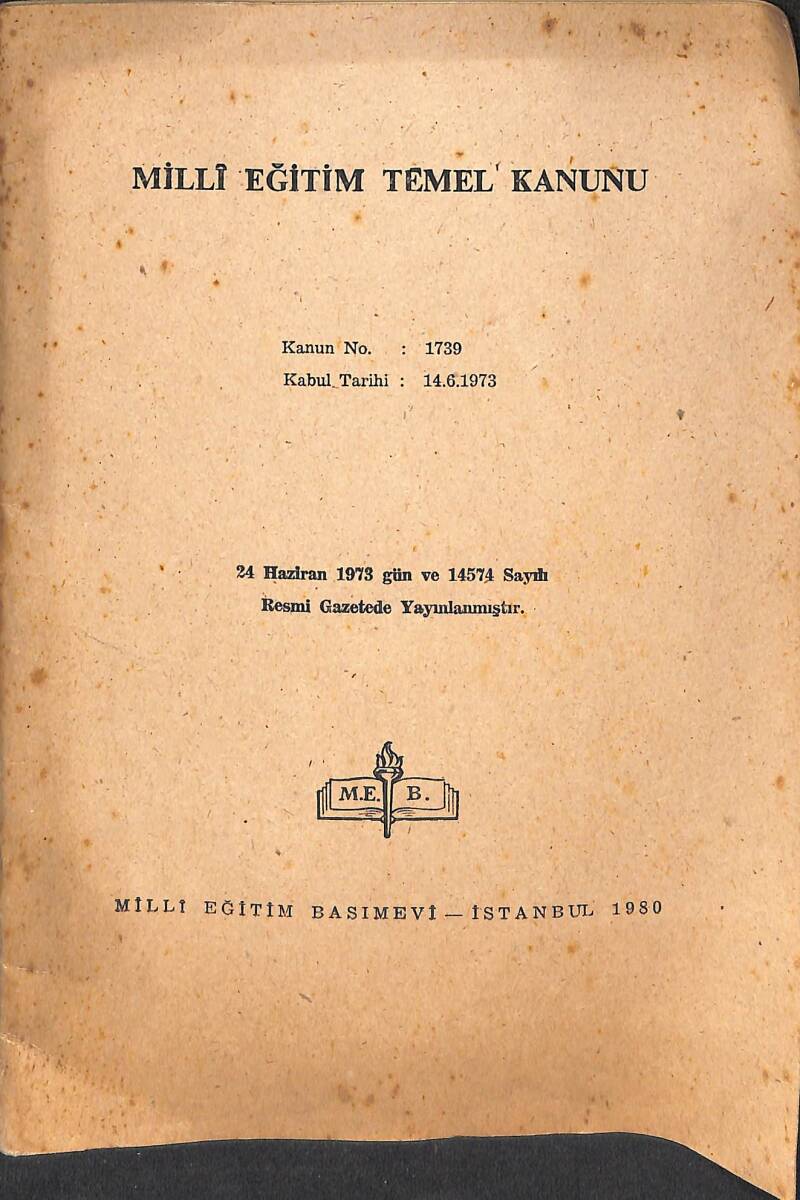 MİLLÎ EĞİTİM TEMEL KANUNU
Kanun No. : 1739
Kabul Tarihi : 14.6.1973
24 Haziran 1973 gün ve 14574 Sayılı
Resmi Gazetede Yayınlanmıştır.
M.E. B.
MİLLÎ EĞİTİM BASIMEVİ — İSTANBUL 1980